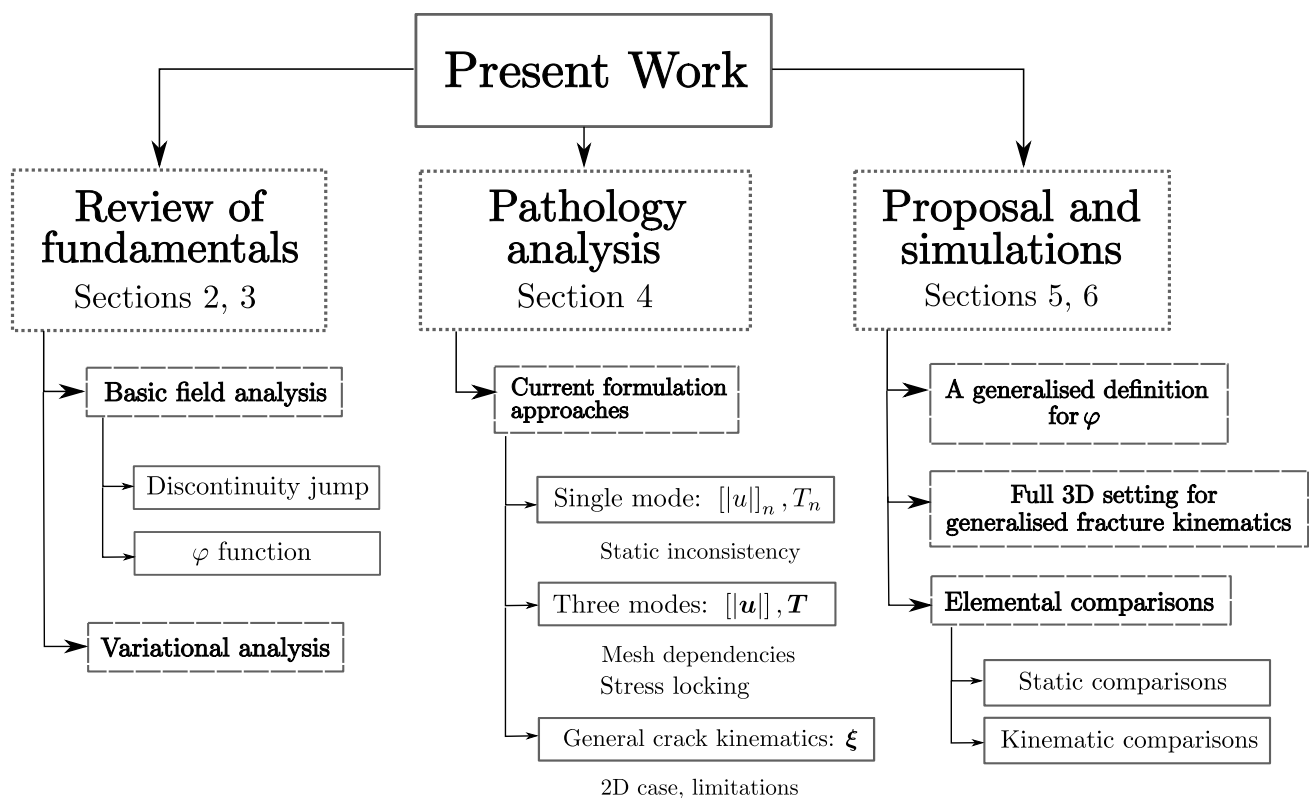 Present Work
Review of
fundamentals
Sections 2, 3
Basic field analysis
Discontinuity jump
φ function
Variational analysis
Pathology
analysis
Section 4
Current formulation
approaches
Single mode: [|u|]ₙ , Tₙ
Static inconsistency
Three modes: [|𝒖|] , 𝑻
Mesh dependencies
Stress locking
General crack kinematics: 𝝃
2D case, limitations
Proposal and
simulations
Sections 5, 6
A generalised definition
for φ
Full 3D setting for
generalised fracture kinematics
Elemental comparisons
Static comparisons
Kinematic comparisons